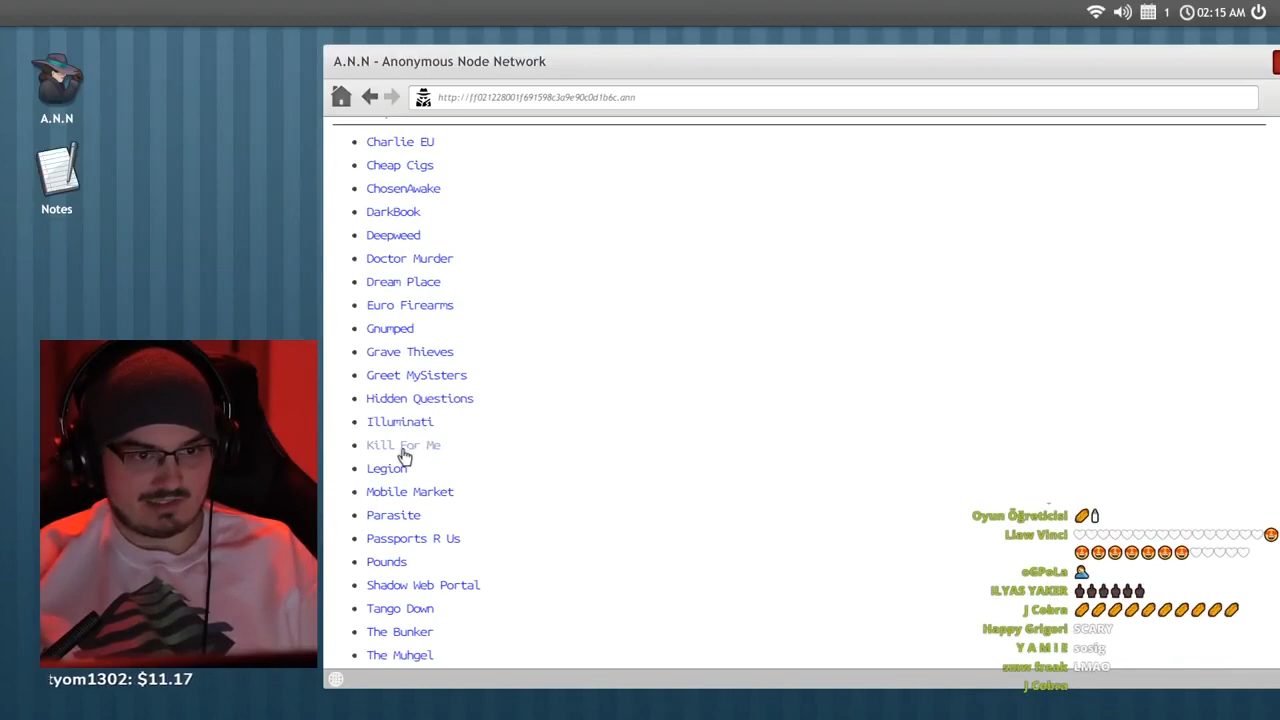 1 02:15 AM
A.N.N - Anonymous Node Network
http://ff021228001f691598c3a9e90c0d1b6c.ann
A.N.N
Notes
Charlie EU
Cheap Cigs
ChosenAwake
DarkBook
Deepweed
Doctor Murder
Dream Place
Euro Firearms
Gnumped
Grave Thieves
Greet MySisters
Hidden Questions
Illuminati
Kill For Me
Legion
Mobile Market
Parasite
Passports R Us
Pounds
Shadow Web Portal
Tango Down
The Bunker
The Muhgel
Oyun Öğreticisi
Liaw Vinci
oGPoLa
ILYAS YAKER
J Cobra
Happy Grigori SCARY
Y A M I E sosig
smw freak LMAO
J Cobra
tyom1302: $11.17